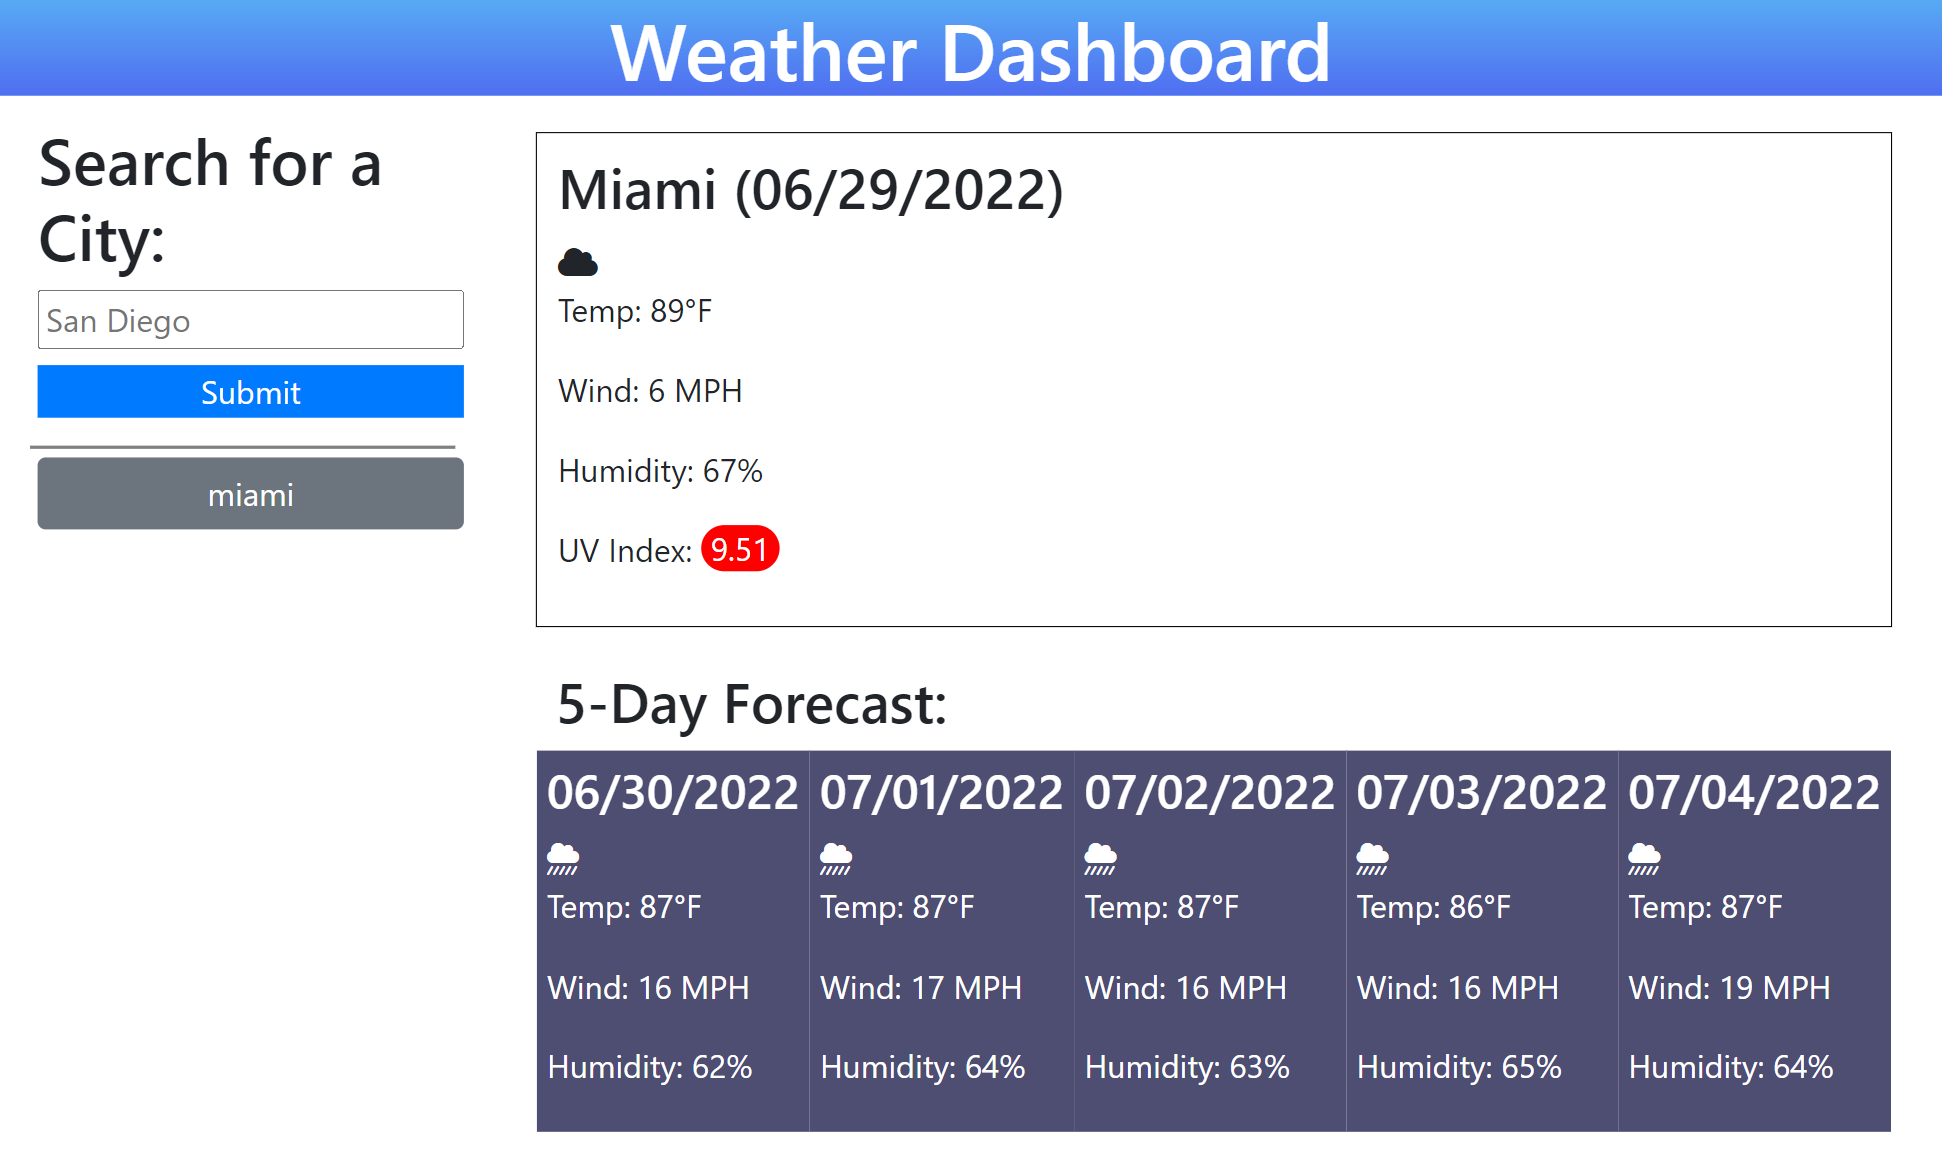 Weather Dashboard
Search for a
City:
San Diego
Submit
miami
Miami (06/29/2022)
Temp: 89°F
Wind: 6 MPH
Humidity: 67%
UV Index: 9.51
5-Day Forecast:
06/30/2022
Temp: 87°F
Wind: 16 MPH
Humidity: 62%
07/01/2022
Temp: 87°F
Wind: 17 MPH
Humidity: 64%
07/02/2022
Temp: 87°F
Wind: 16 MPH
Humidity: 63%
07/03/2022
Temp: 86°F
Wind: 16 MPH
Humidity: 65%
07/04/2022
Temp: 87°F
Wind: 19 MPH
Humidity: 64%